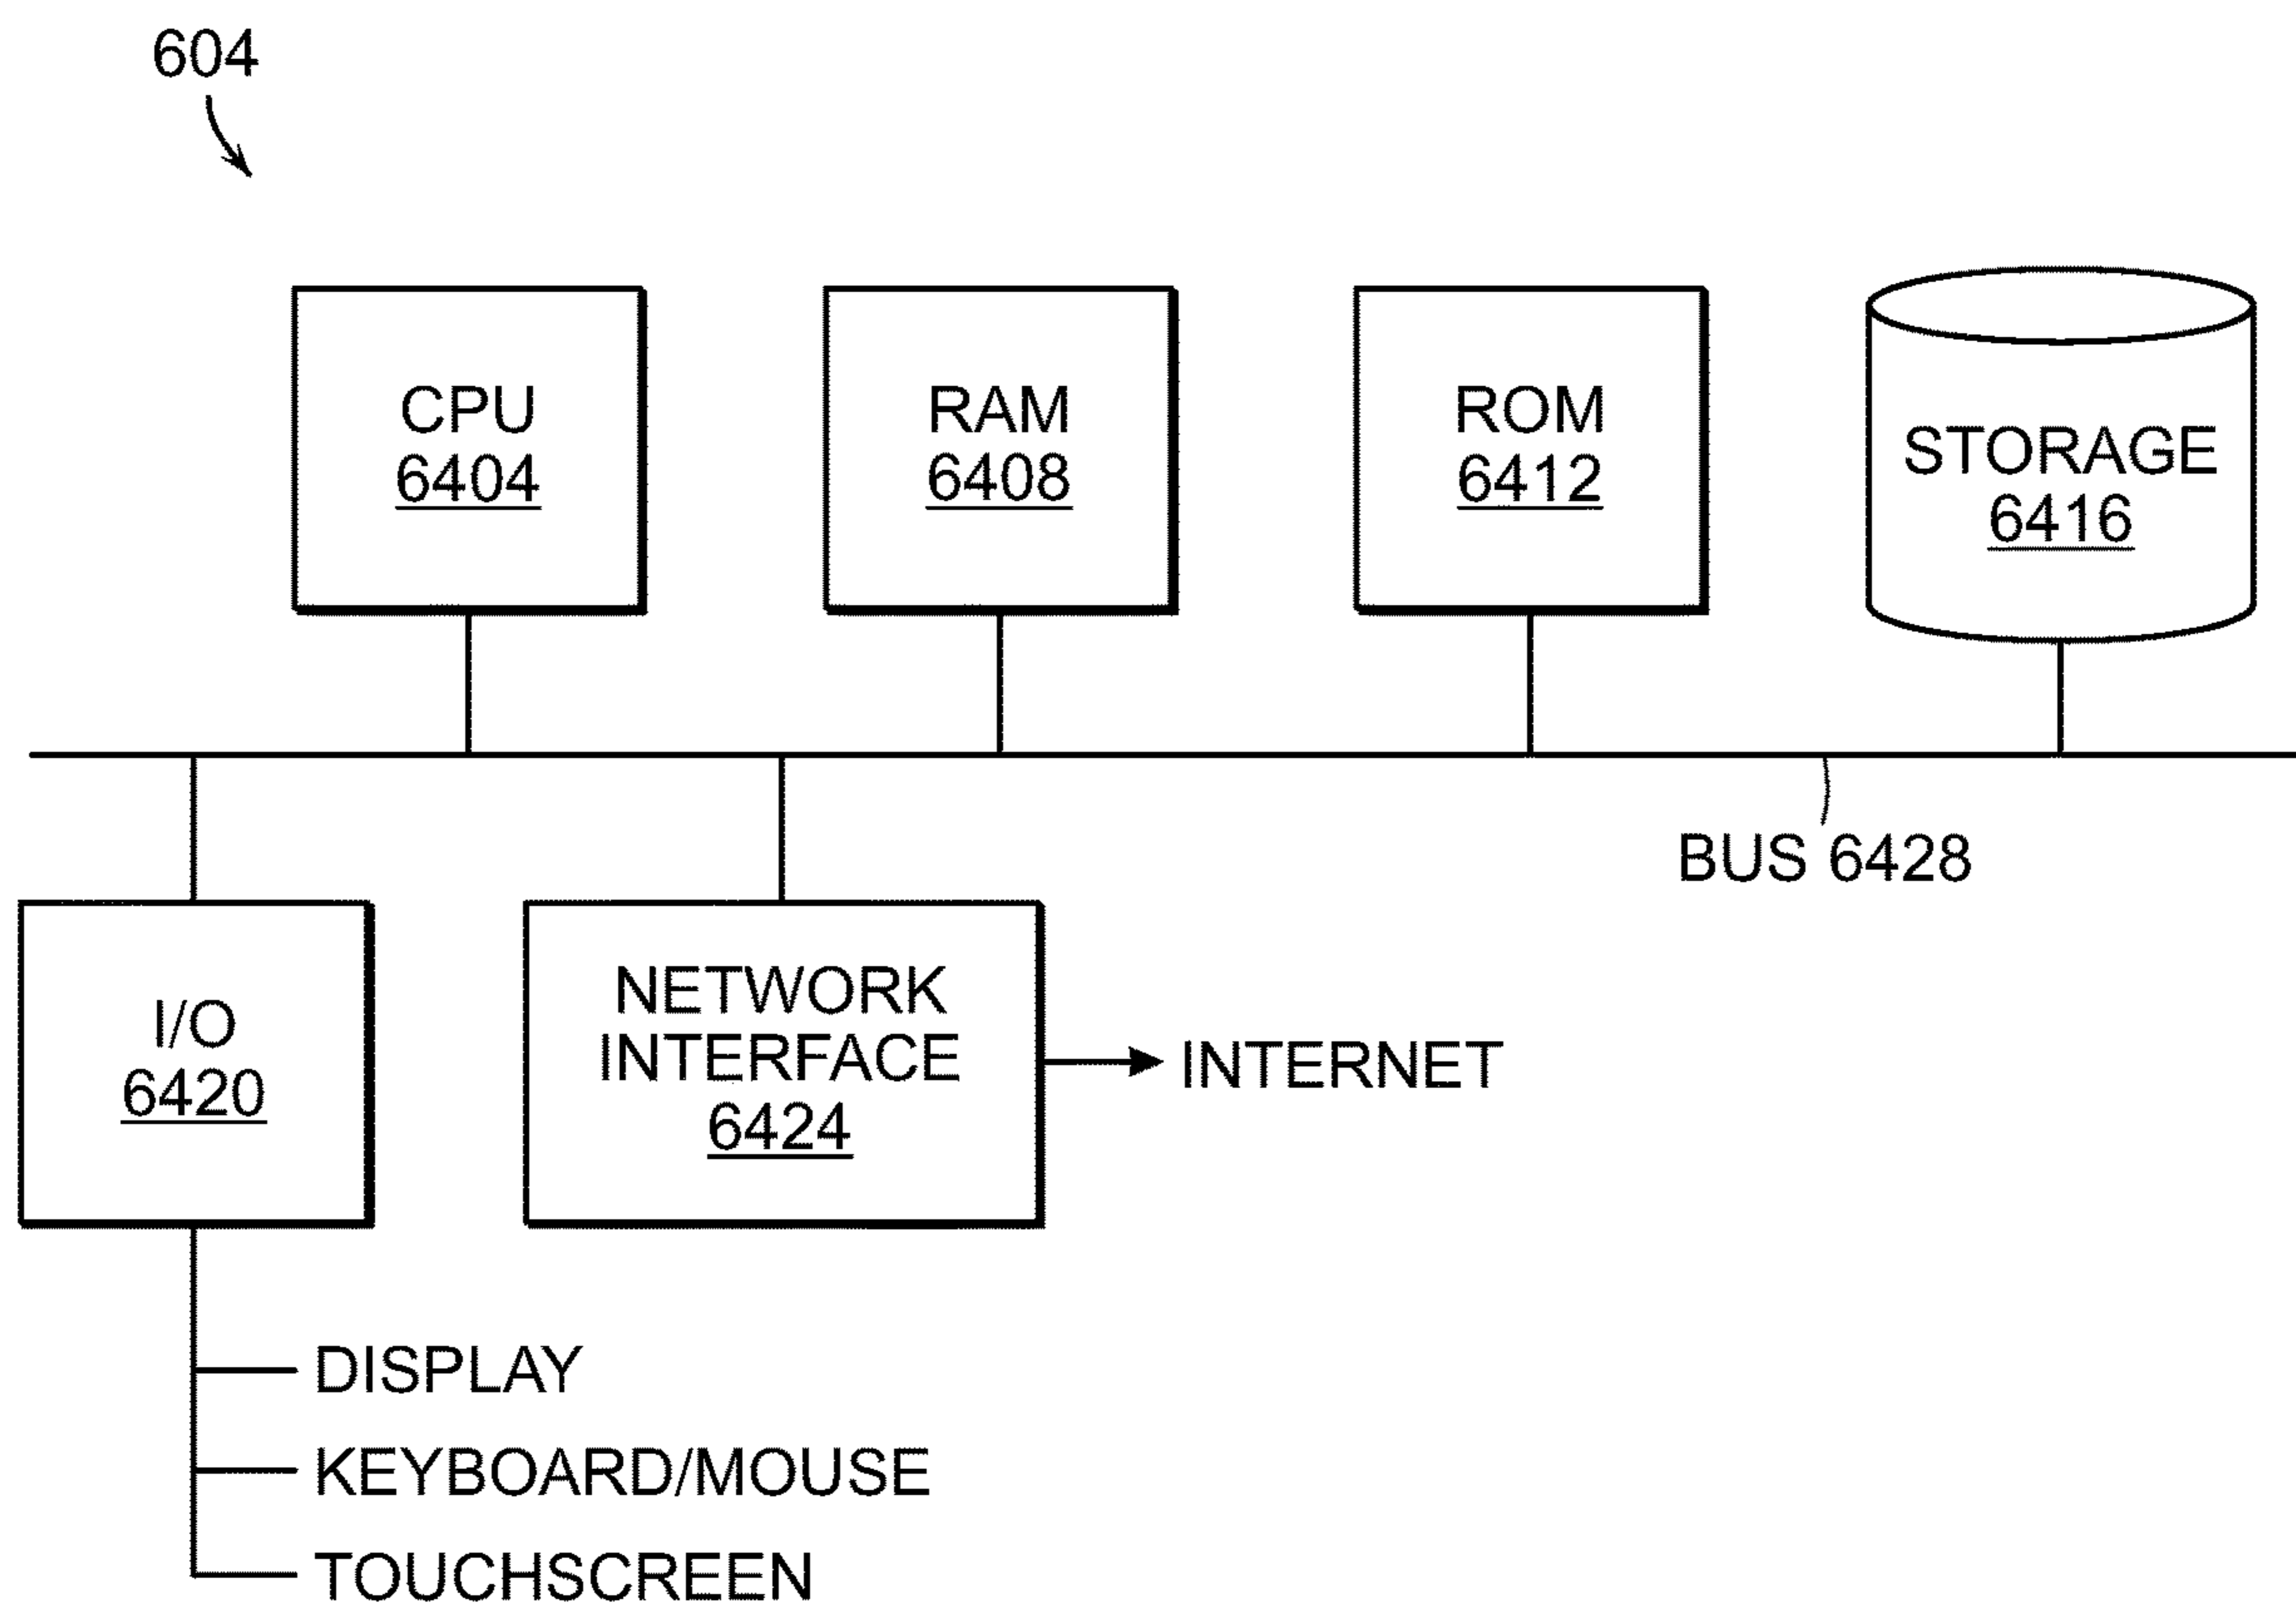 604
CPU
6404
RAM
6408
ROM
6412
STORAGE
6416
BUS 6428
I/O
6420
NETWORK
INTERFACE
6424
INTERNET
DISPLAY
KEYBOARD/MOUSE
TOUCHSCREEN